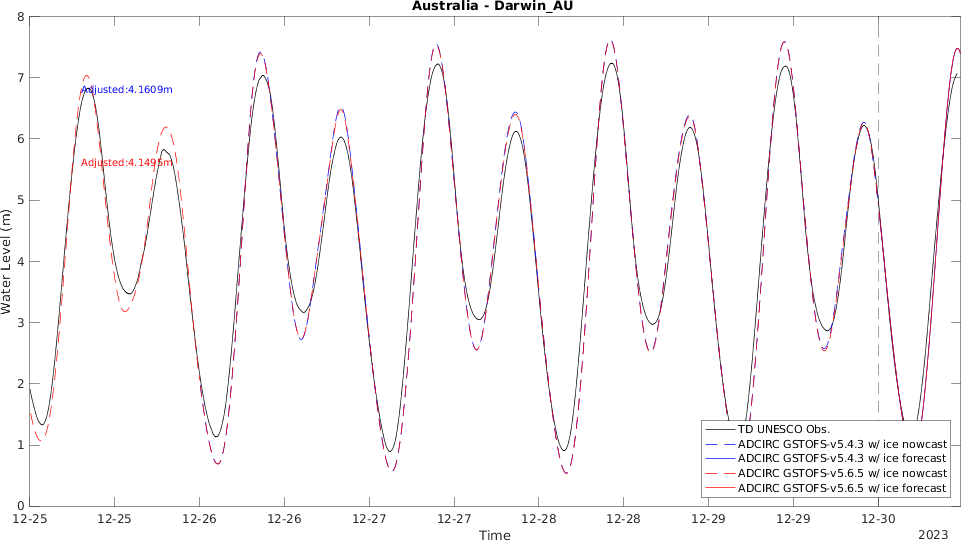 Australia - Darwin_AU
8
7
6
5
4
3
2
1
0
Water Level (m)
Adjusted:4.1609m
Adjusted:4.1495m
TD UNESCO Obs.
ADCIRC GSTOFS-v5.4.3 w/ ice nowcast
ADCIRC GSTOFS-v5.4.3 w/ ice forecast
ADCIRC GSTOFS-v5.6.5 w/ ice nowcast
ADCIRC GSTOFS-v5.6.5 w/ ice forecast
12-25 12-25 12-26 12-26 12-27 12-27 12-28 12-28 12-29 12-29 12-30
Time
2023